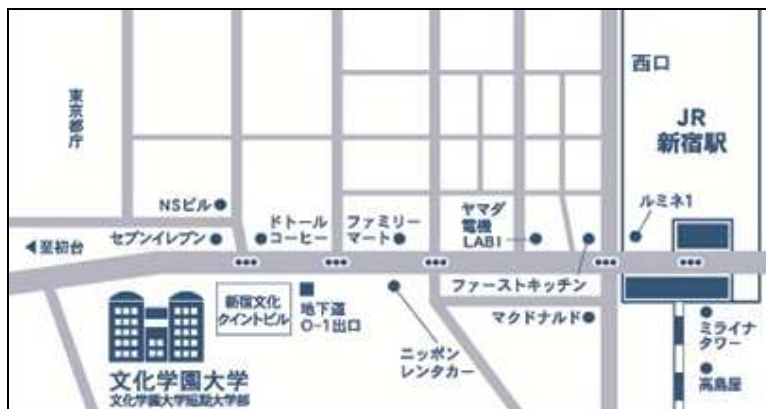 西口
JR
新宿駅
東京都庁
NSビル
ルミネ1
セブンイレブン
ドトール
コーヒー
ファミリー
マート
ヤマダ
電機
LABI
◀至初台
ファーストキッチン
新宿文化
クイントビル
地下道
O-1出口
マクドナルド
ミライナ
タワー
ニッポン
レンタカー
文化学園大学
文化学園大学短期大学部
高島屋